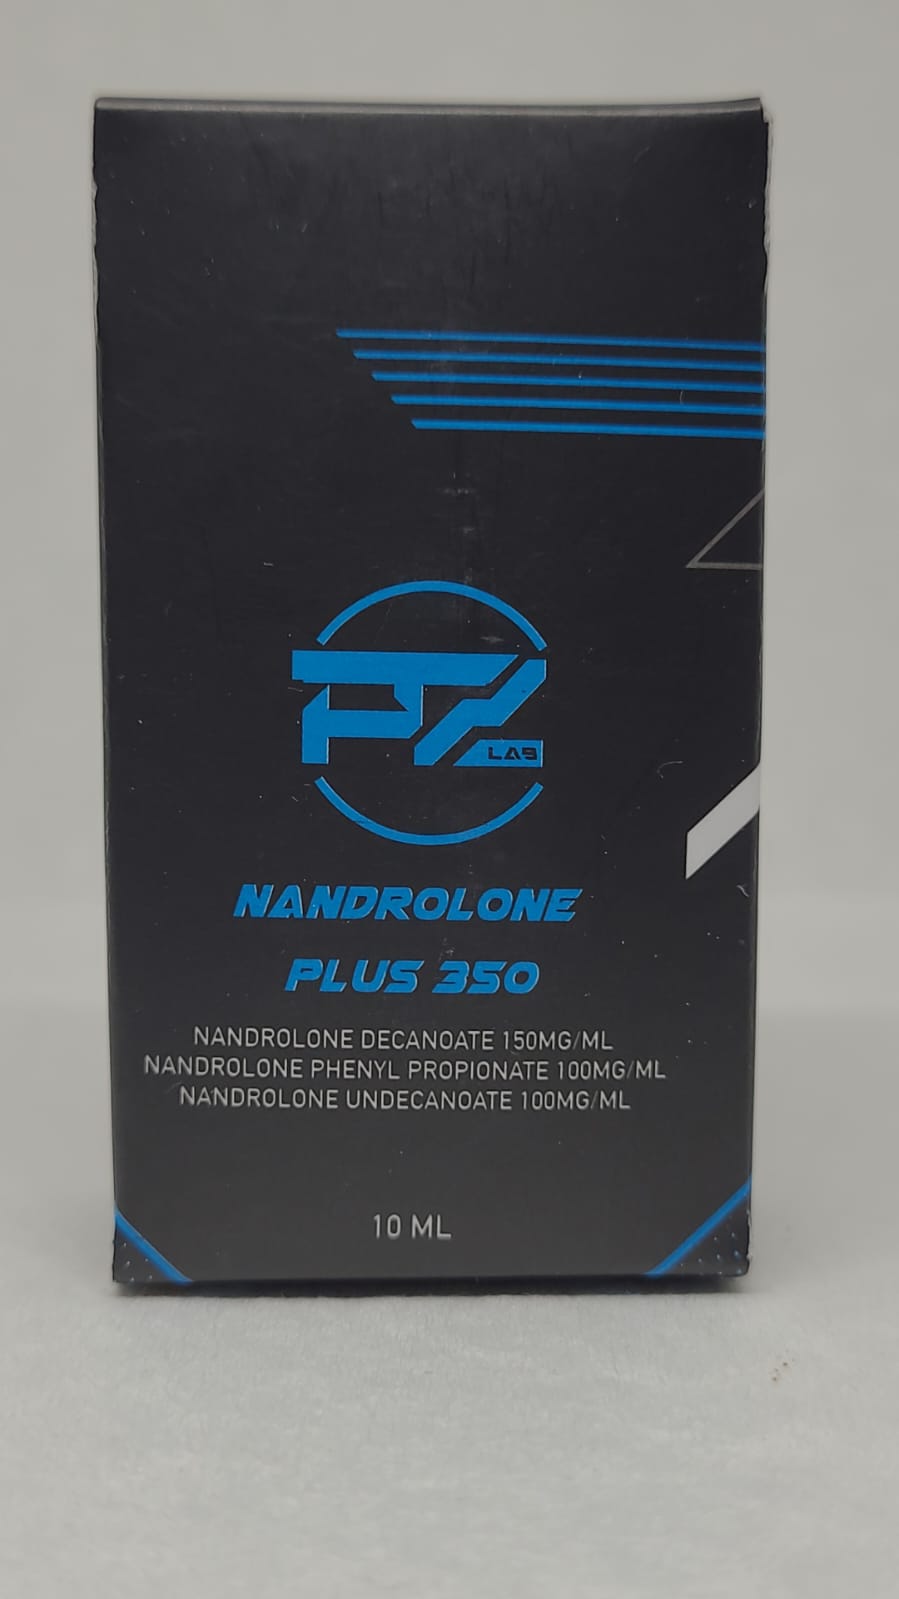 PTZ
LAB
NANDROLONE
PLUS 350
NANDROLONE DECANOATE 150MG/ML
NANDROLONE PHENYL PROPIONATE 100MG/ML
NANDROLONE UNDECANOATE 100MG/ML
10 ML